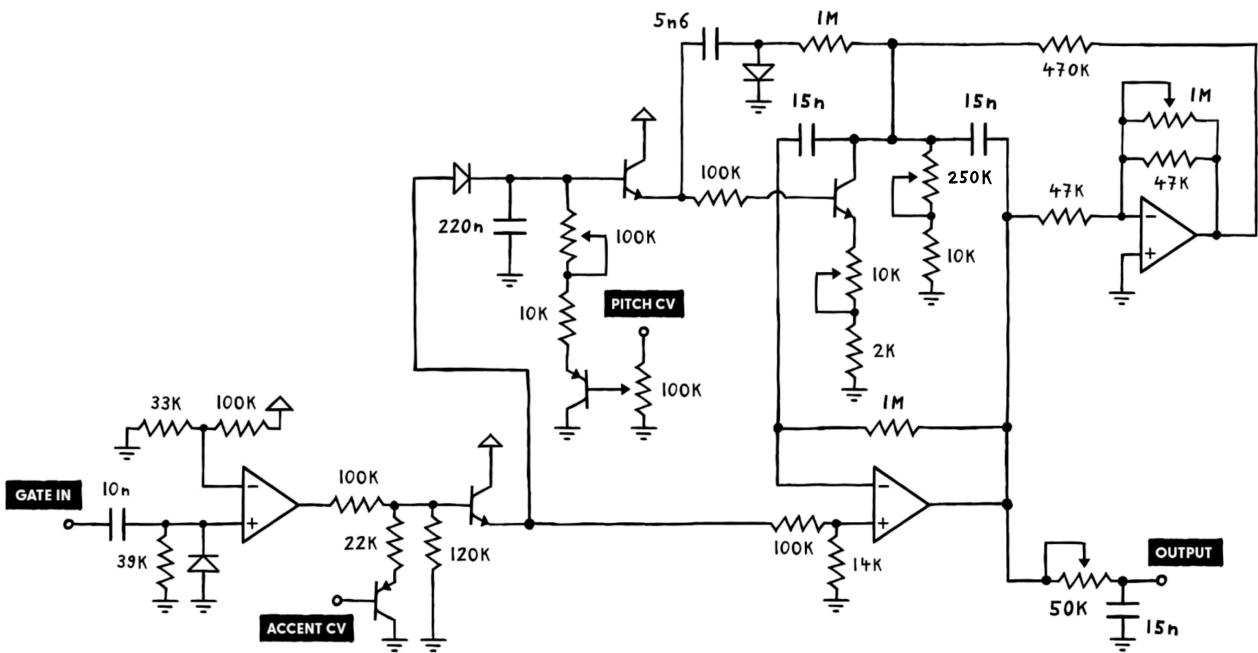 5n6
1M
470K
15n
15n
1M
100K
250K
47K
47K
220n
100K
10K
10K
10K
PITCH CV
2K
100K
33K
100K
1M
100K
GATE IN
10n
22K
120K
39K
100K
14K
OUTPUT
50K
15n
ACCENT CV
-
+
-
+
-
+